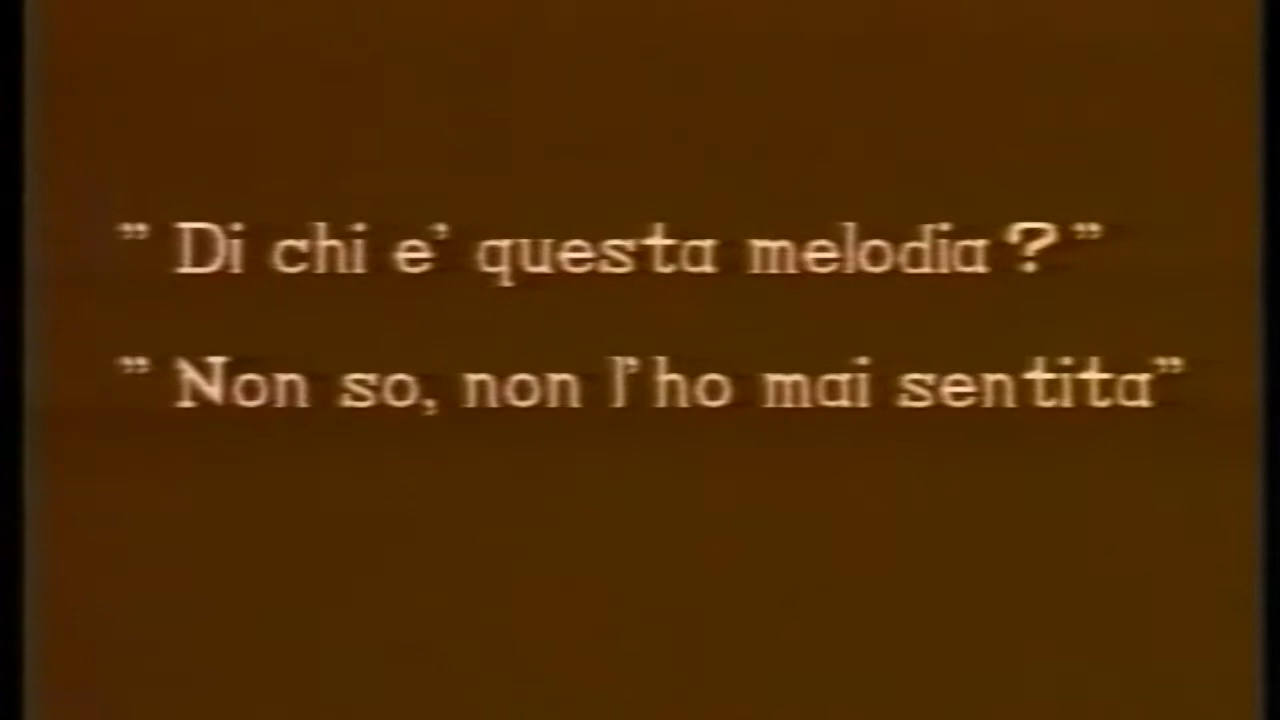 ” Di chi e' questa melodia ?”
” Non so, non l'ho mai sentita”